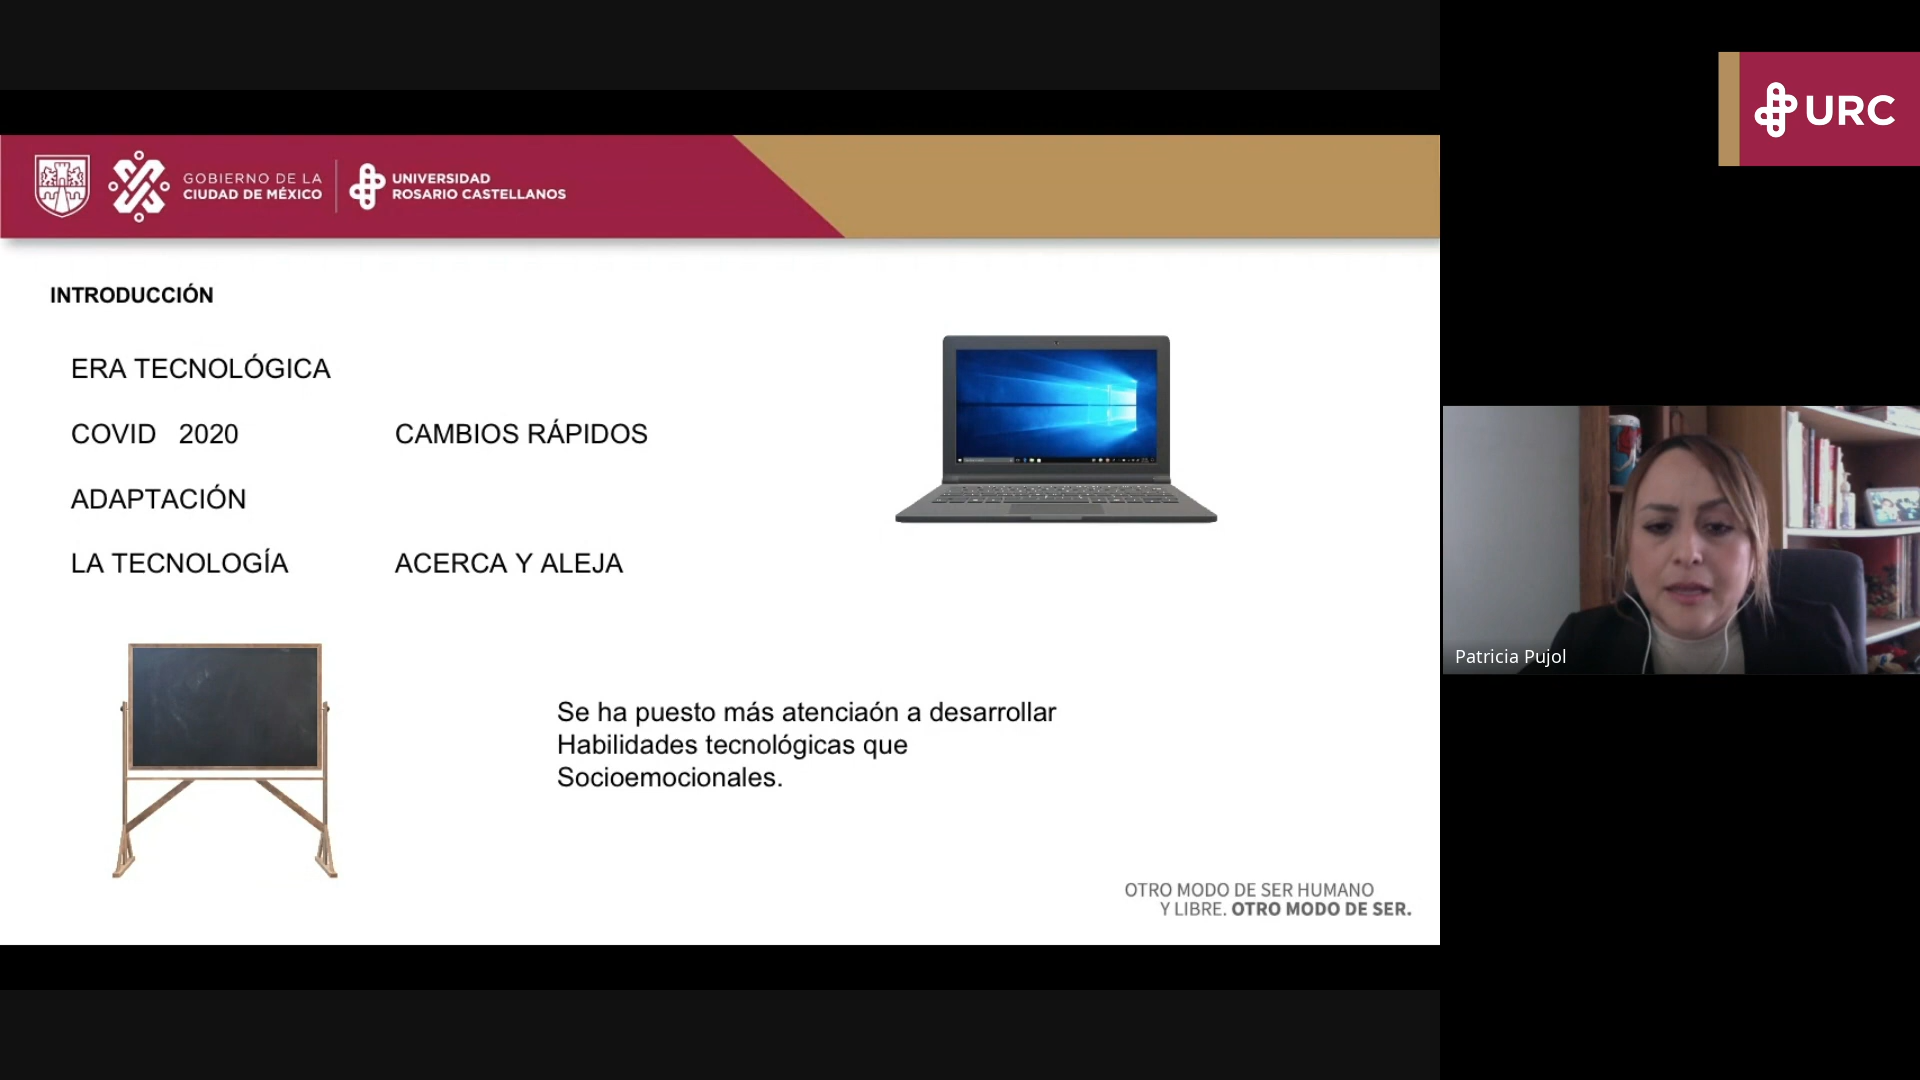 GOBIERNO DE LA
CIUDAD DE MÉXICO
UNIVERSIDAD
ROSARIO CASTELLANOS
URC
INTRODUCCIÓN
ERA TECNOLÓGICA
COVID 2020 CAMBIOS RÁPIDOS
ADAPTACIÓN
LA TECNOLOGÍA ACERCA Y ALEJA
Se ha puesto más atenciaón a desarrollar
Habilidades tecnológicas que
Socioemocionales.
Patricia Pujol
OTRO MODO DE SER HUMANO
Y LIBRE. OTRO MODO DE SER.